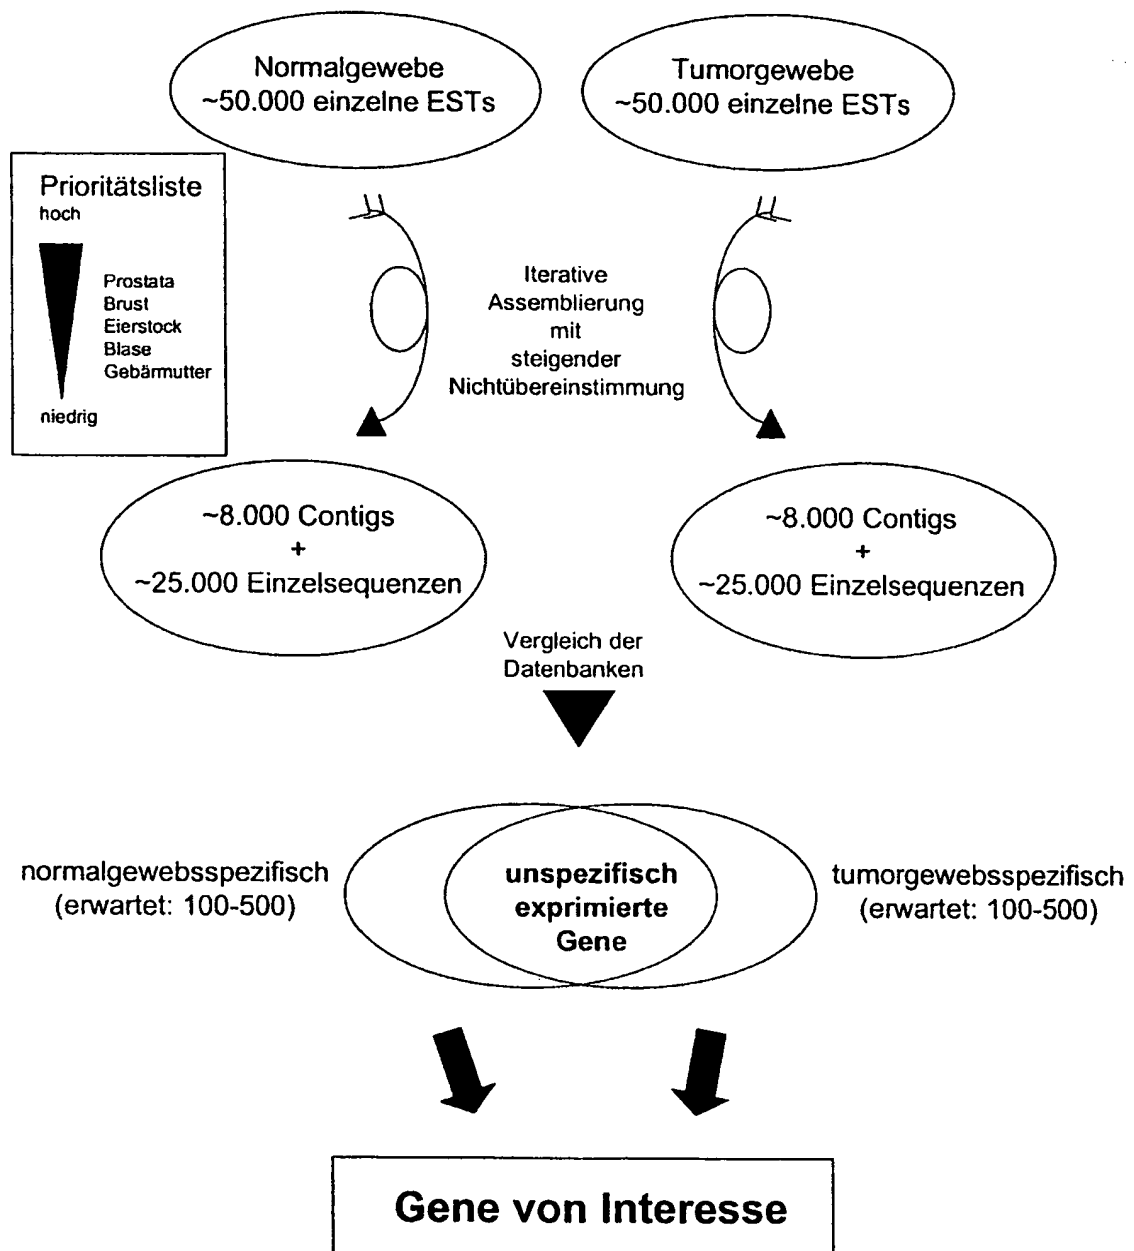 Normalgewebe
~50.000 einzelne ESTs
Tumorgewebe
~50.000 einzelne ESTs
Prioritätsliste
hoch
Prostata
Brust
Eierstock
Blase
Gebärmutter
niedrig
Iterative
Assemblierung
mit
steigender
Nichtübereinstimmung
~8.000 Contigs
+
~25.000 Einzelsequenzen
~8.000 Contigs
+
~25.000 Einzelsequenzen
Vergleich der
Datenbanken
normalgewebsspezifisch
(erwartet: 100-500)
unspezifisch
exprimierte
Gene
tumorgewebsspezifisch
(erwartet: 100-500)
Gene von Interesse